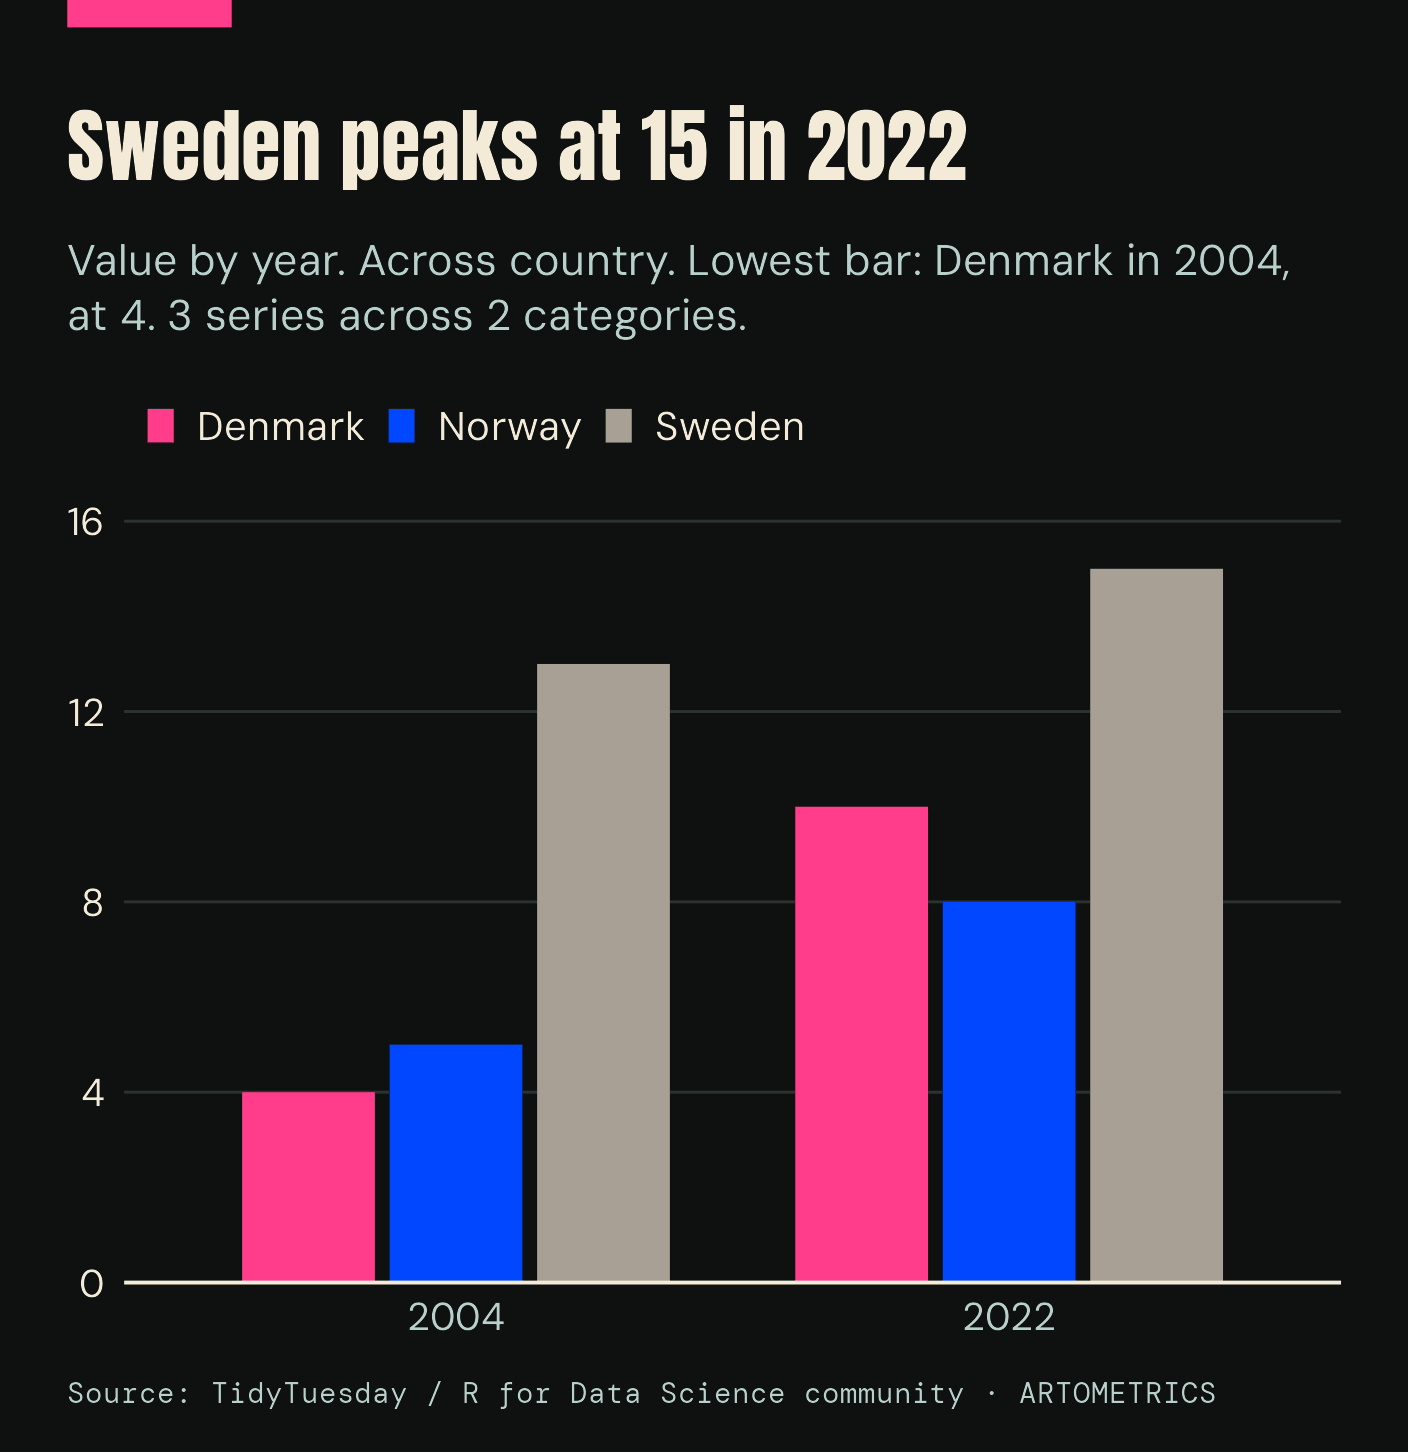 Sweden peaks at 15 in 2022
Value by year. Across country. Lowest bar: Denmark in 2004,
at 4. 3 series across 2 categories.
Denmark Norway Sweden
16
12
8
4
0
2004 2022
Source: TidyTuesday / R for Data Science community · ARTOMETRICS